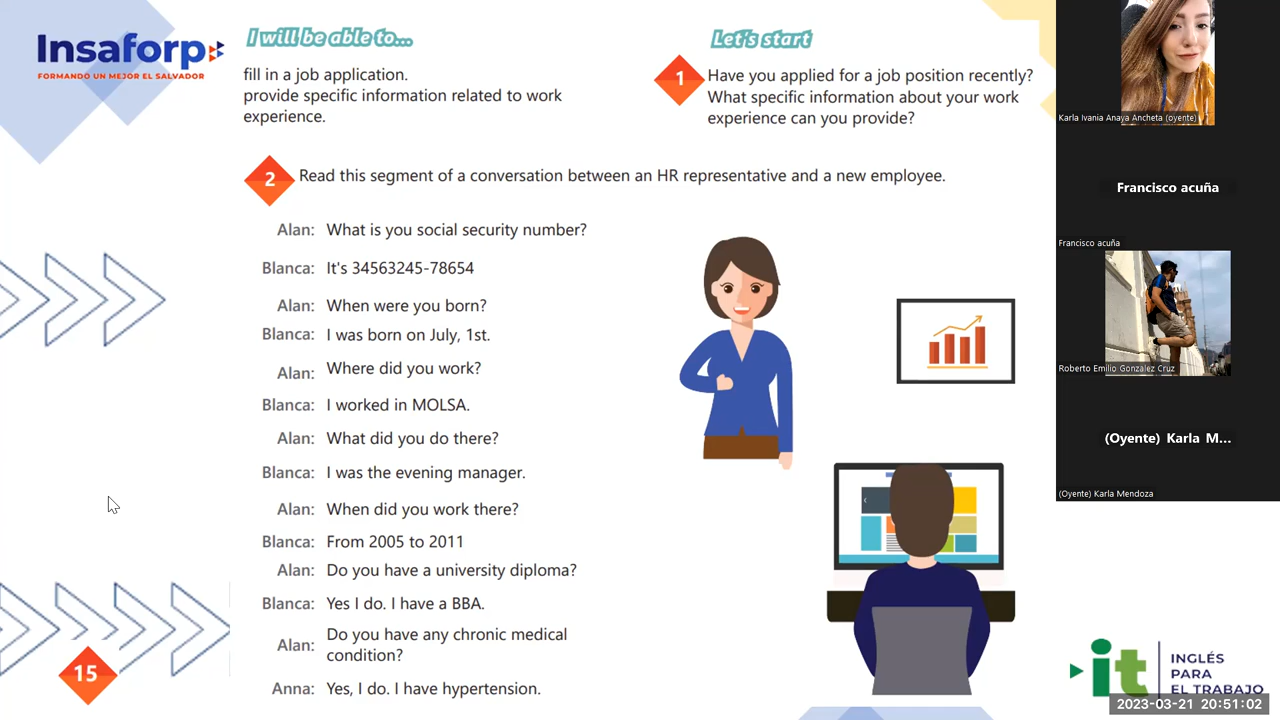 Insaforp
FORMANDO UN MEJOR EL SALVADOR
I will be able to...
fill in a job application.
provide specific information related to work
experience.
Let's start
1
Have you applied for a job position recently?
What specific information about your work
experience can you provide?
2
Read this segment of a conversation between an HR representative and a new employee.
Alan: What is you social security number?
Blanca: It's 34563245-78654
Alan: When were you born?
Blanca: I was born on July, 1st.
Alan: Where did you work?
Blanca: I worked in MOLSA.
Alan: What did you do there?
Blanca: I was the evening manager.
Alan: When did you work there?
Blanca: From 2005 to 2011
Alan: Do you have a university diploma?
Blanca: Yes I do. I have a BBA.
Alan: Do you have any chronic medical
condition?
Anna: Yes, I do. I have hypertension.
15
Karla Ivania Anaya Ancheta (oyente)
Francisco acuña
Francisco acuña
Roberto Emilio González Cruz
(Oyente) Karla M...
(Oyente) Karla Mendoza
it
INGLÉS
PARA
EL TRABAJO
2023-03-21 20:51:02